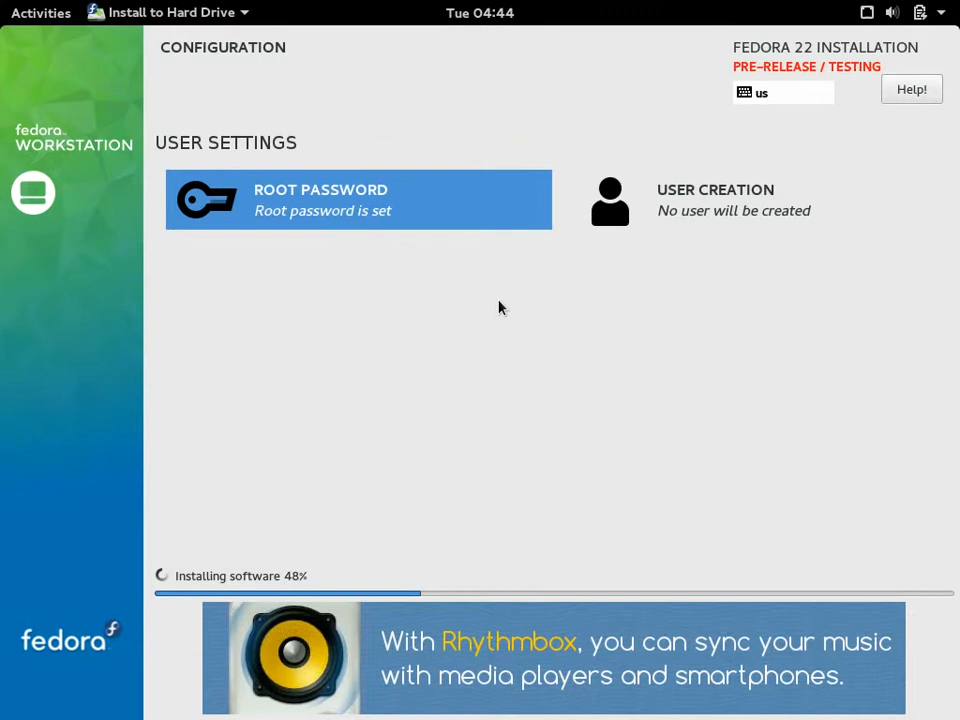 Activities Install to Hard Drive Tue 04:44
CONFIGURATION
FEDORA 22 INSTALLATION
PRE-RELEASE / TESTING
us
Help!
fedora
WORKSTATION
USER SETTINGS
ROOT PASSWORD
Root password is set
USER CREATION
No user will be created
Installing software 48%
fedora
With Rhythmbox, you can sync your music
with media players and smartphones.